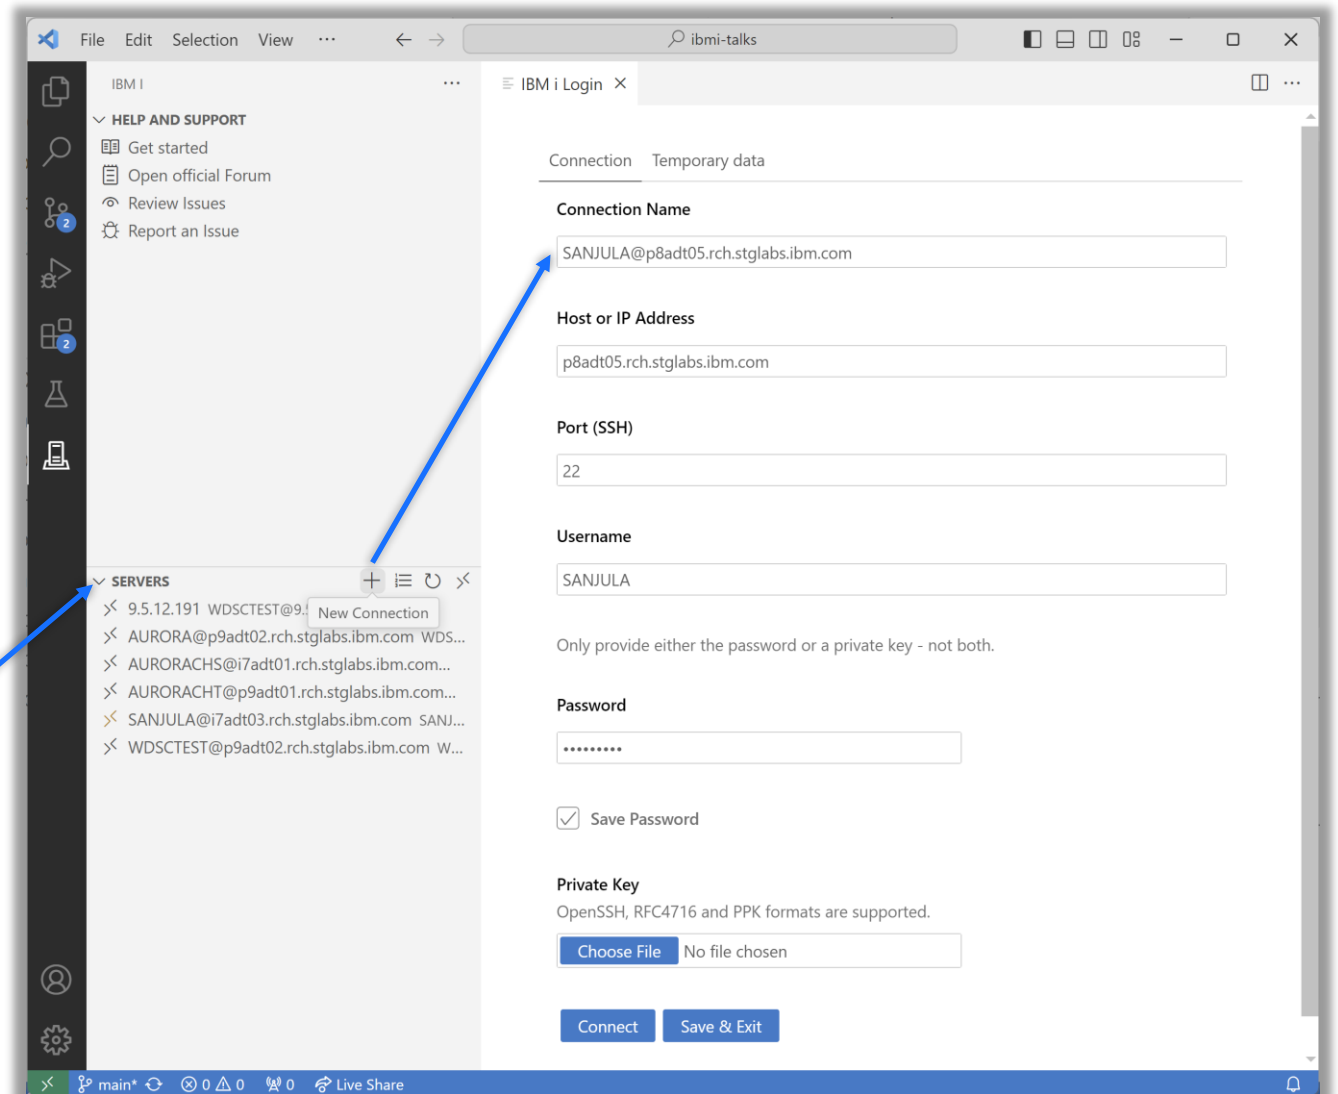 File Edit Selection View ··· ibmi-talks
IBM I ···
IBM i Login
HELP AND SUPPORT
Get started
Open official Forum
Review Issues
Report an Issue
SERVERS
New Connection
9.5.12.191 WDSCTEST@9.5
AURORA@p9adt02.rch.stglabs.ibm.com WDS...
AURORACHS@i7adt01.rch.stglabs.ibm.com...
AURORACHT@p9adt01.rch.stglabs.ibm.com...
SANJULA@i7adt03.rch.stglabs.ibm.com SANJ...
WDSCTEST@p9adt02.rch.stglabs.ibm.com W...
Connection Temporary data
Connection Name
SANJULA@p8adt05.rch.stglabs.ibm.com
Host or IP Address
p8adt05.rch.stglabs.ibm.com
Port (SSH)
22
Username
SANJULA
Only provide either the password or a private key - not both.
Password
•••••••••
Save Password
Private Key
OpenSSH, RFC4716 and PPK formats are supported.
Choose File No file chosen
Connect Save & Exit
2
2
main* 0 0 0 Live Share